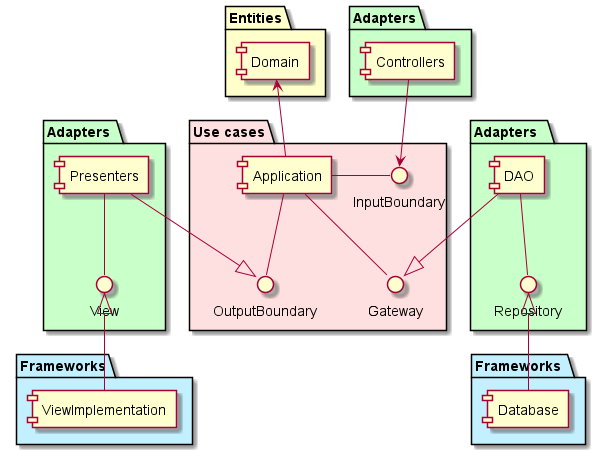 Entities
Adapters
Domain
Controllers
Adapters
Use cases
Adapters
Presenters
Application
DAO
InputBoundary
View
OutputBoundary
Gateway
Repository
Frameworks
Frameworks
ViewImplementation
Database